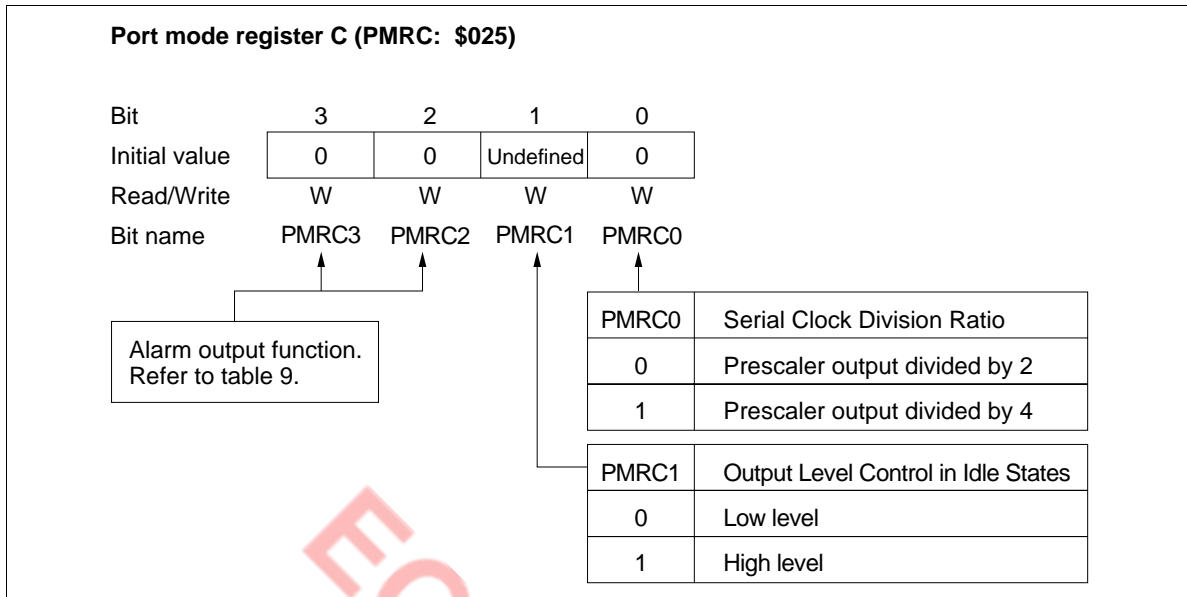 Port mode register C (PMRC: $025)
Bit 3 2 1 0
Initial value 0 0 Undefined 0
Read/Write W W W W
Bit name PMRC3 PMRC2 PMRC1 PMRC0
Alarm output function.
Refer to table 9.
PMRC0 Serial Clock Division Ratio
0 Prescaler output divided by 2
1 Prescaler output divided by 4
PMRC1 Output Level Control in Idle States
0 Low level
1 High level